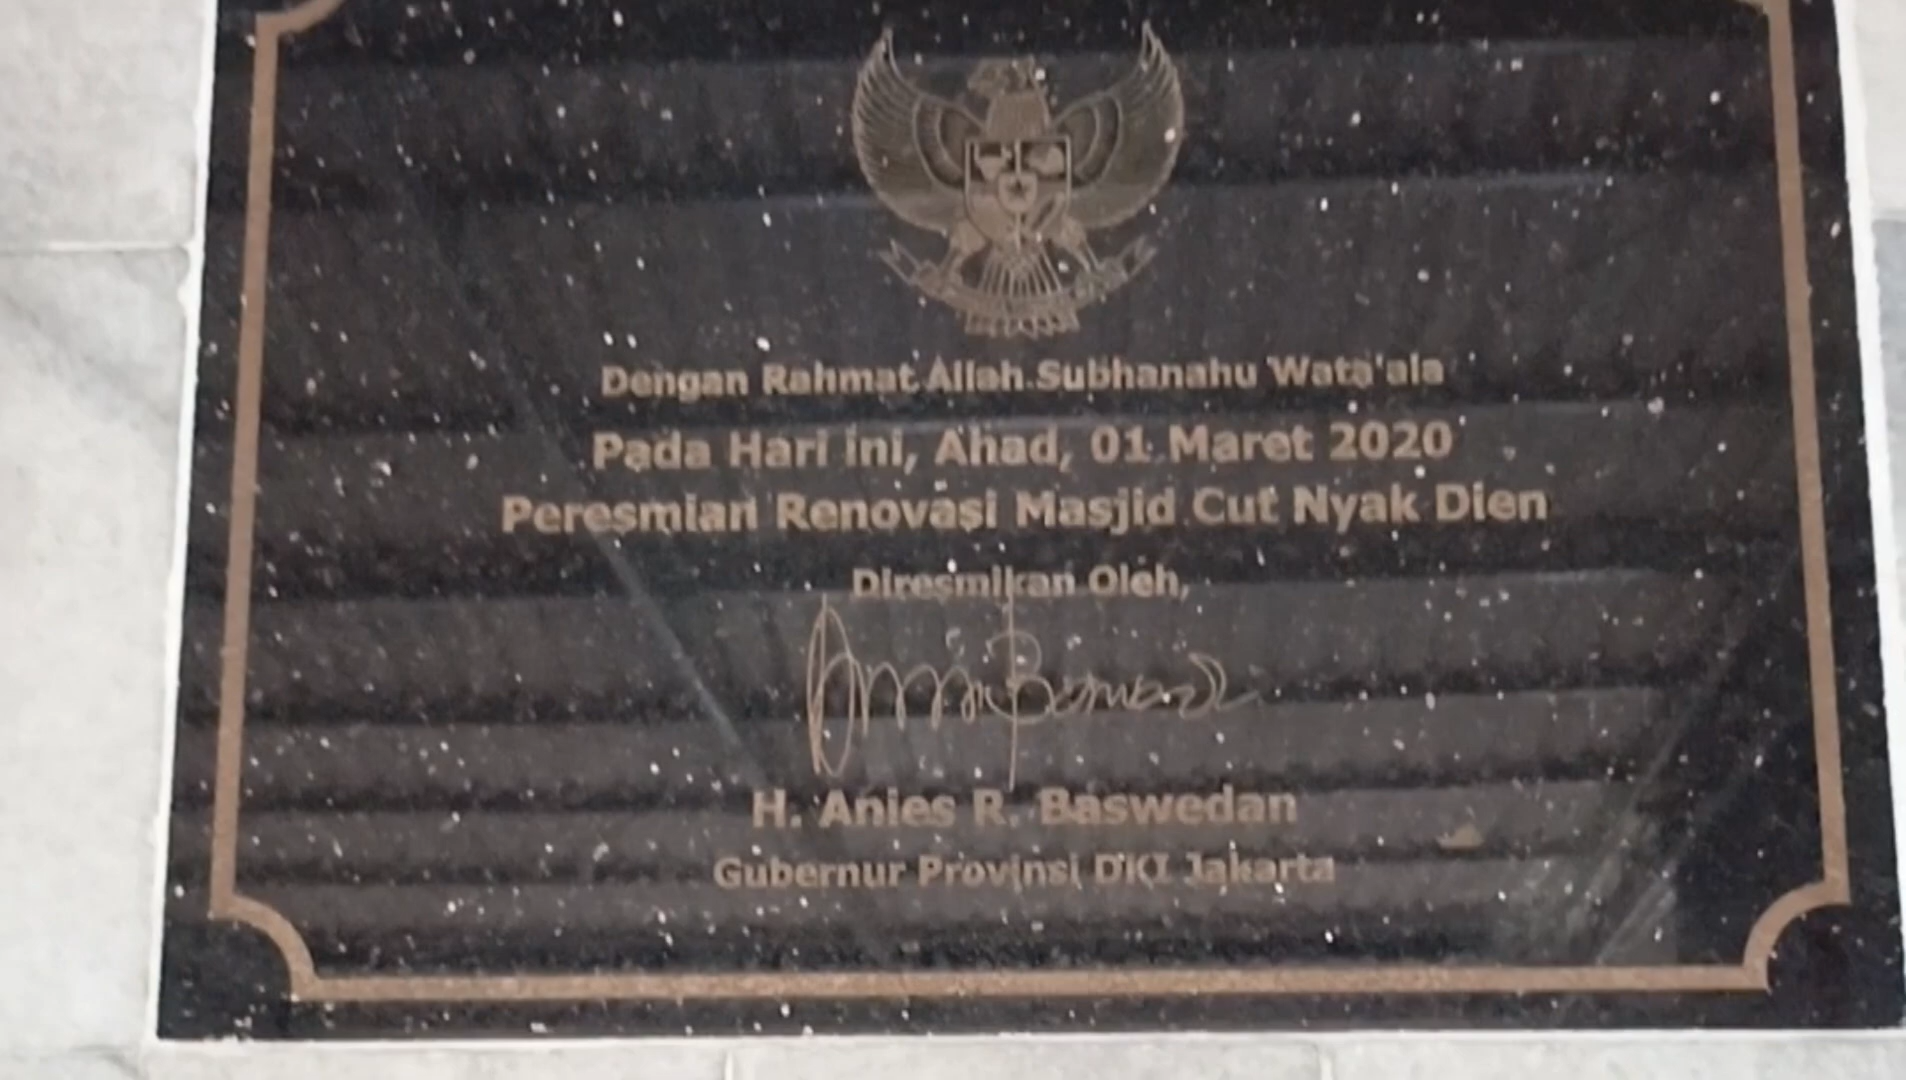 Dengan Rahmat Allah Subhanahu Wata'ala
Pada Hari ini, Ahad, 01 Maret 2020
Peresmian Renovasi Masjid Cut Nyak Dien
Diresmikan Oleh,
H. Anies R. Baswedan
Gubernur Provinsi DKI Jakarta